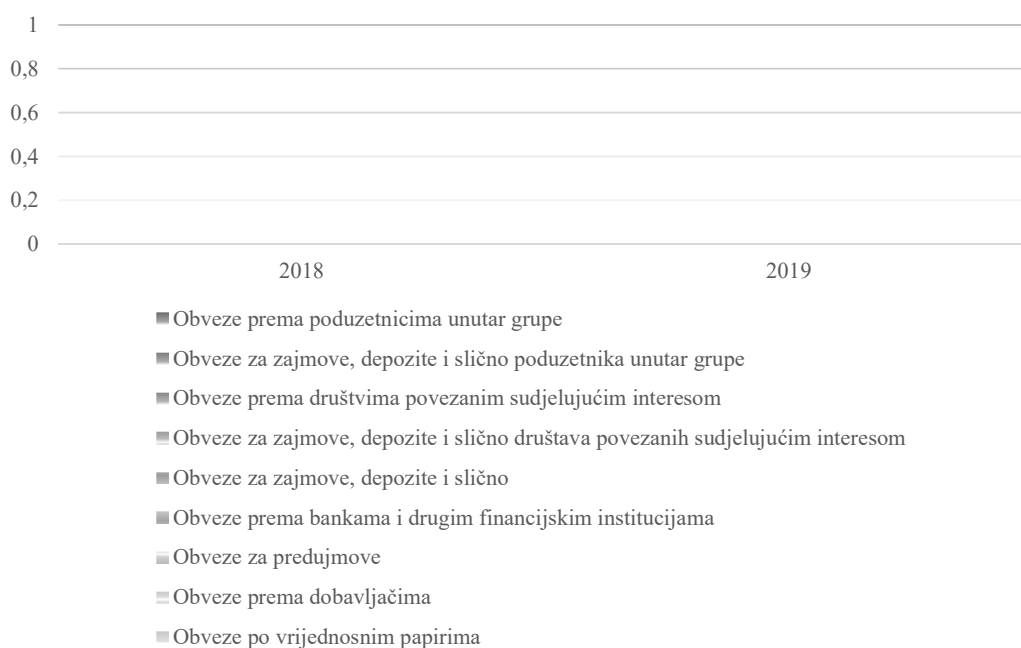 1
0,8
0,6
0,4
0,2
0
2018 2019
Obveze prema poduzetnicima unutar grupe
Obveze za zajmove, depozite i slično poduzetnika unutar grupe
Obveze prema društvima povezanim sudjelujućim interesom
Obveze za zajmove, depozite i slično društava povezanih sudjelujućim interesom
Obveze za zajmove, depozite i slično
Obveze prema bankama i drugim financijskim institucijama
Obveze za predujmove
Obveze prema dobavljačima
Obveze po vrijednosnim papirima